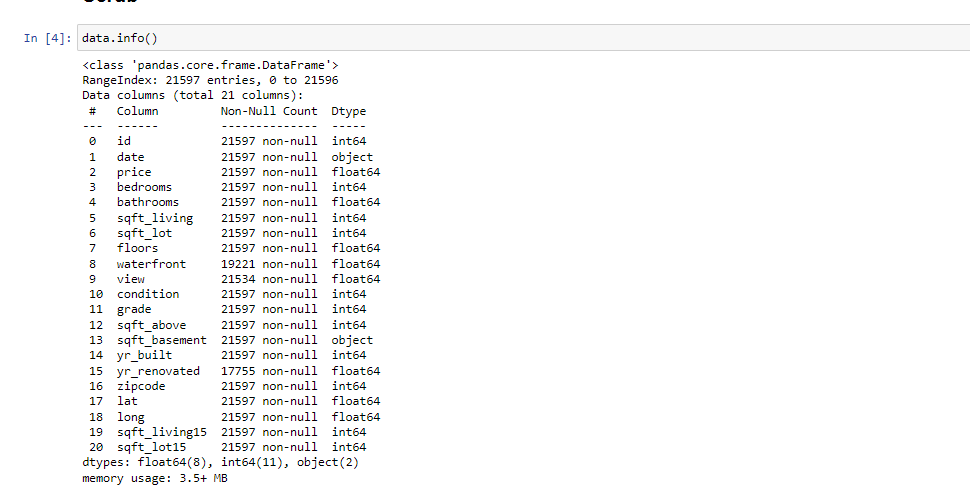 Scrub
In [4]: data.info()
<class 'pandas.core.frame.DataFrame'>
RangeIndex: 21597 entries, 0 to 21596
Data columns (total 21 columns):
 #   Column         Non-Null Count  Dtype
---  ------         --------------  -----
 0   id             21597 non-null  int64
 1   date           21597 non-null  object
 2   price          21597 non-null  float64
 3   bedrooms       21597 non-null  int64
 4   bathrooms      21597 non-null  float64
 5   sqft_living    21597 non-null  int64
 6   sqft_lot       21597 non-null  int64
 7   floors         21597 non-null  float64
 8   waterfront     19221 non-null  float64
 9   view           21534 non-null  float64
 10  condition      21597 non-null  int64
 11  grade          21597 non-null  int64
 12  sqft_above     21597 non-null  int64
 13  sqft_basement  21597 non-null  object
 14  yr_built       21597 non-null  int64
 15  yr_renovated   17755 non-null  float64
 16  zipcode        21597 non-null  int64
 17  lat            21597 non-null  float64
 18  long           21597 non-null  float64
 19  sqft_living15  21597 non-null  int64
 20  sqft_lot15     21597 non-null  int64
dtypes: float64(8), int64(11), object(2)
memory usage: 3.5+ MB